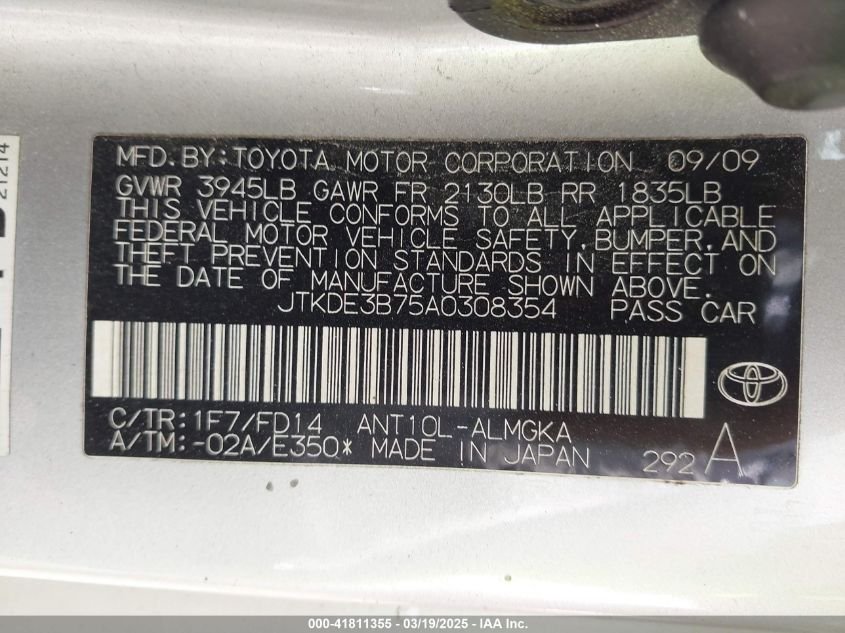 MFD. BY: TOYOTA MOTOR CORPORATION 09/09
GVWR 3945LB GAWR FR 2130LB RR 1835LB
THIS VEHICLE CONFORMS TO ALL APPLICABLE
FEDERAL MOTOR VEHICLE SAFETY, BUMPER, AND
THEFT PREVENTION STANDARDS IN EFFECT ON
THE DATE OF MANUFACTURE SHOWN ABOVE.
JTKDE3B75A0308354 PASS CAR
C/TR: 1F7/FD14 ANT10L-ALMGKA
A/TM: -02A/E350* MADE IN JAPAN 292 A
21214
000-41811355 - 03/19/2025 - IAA Inc.